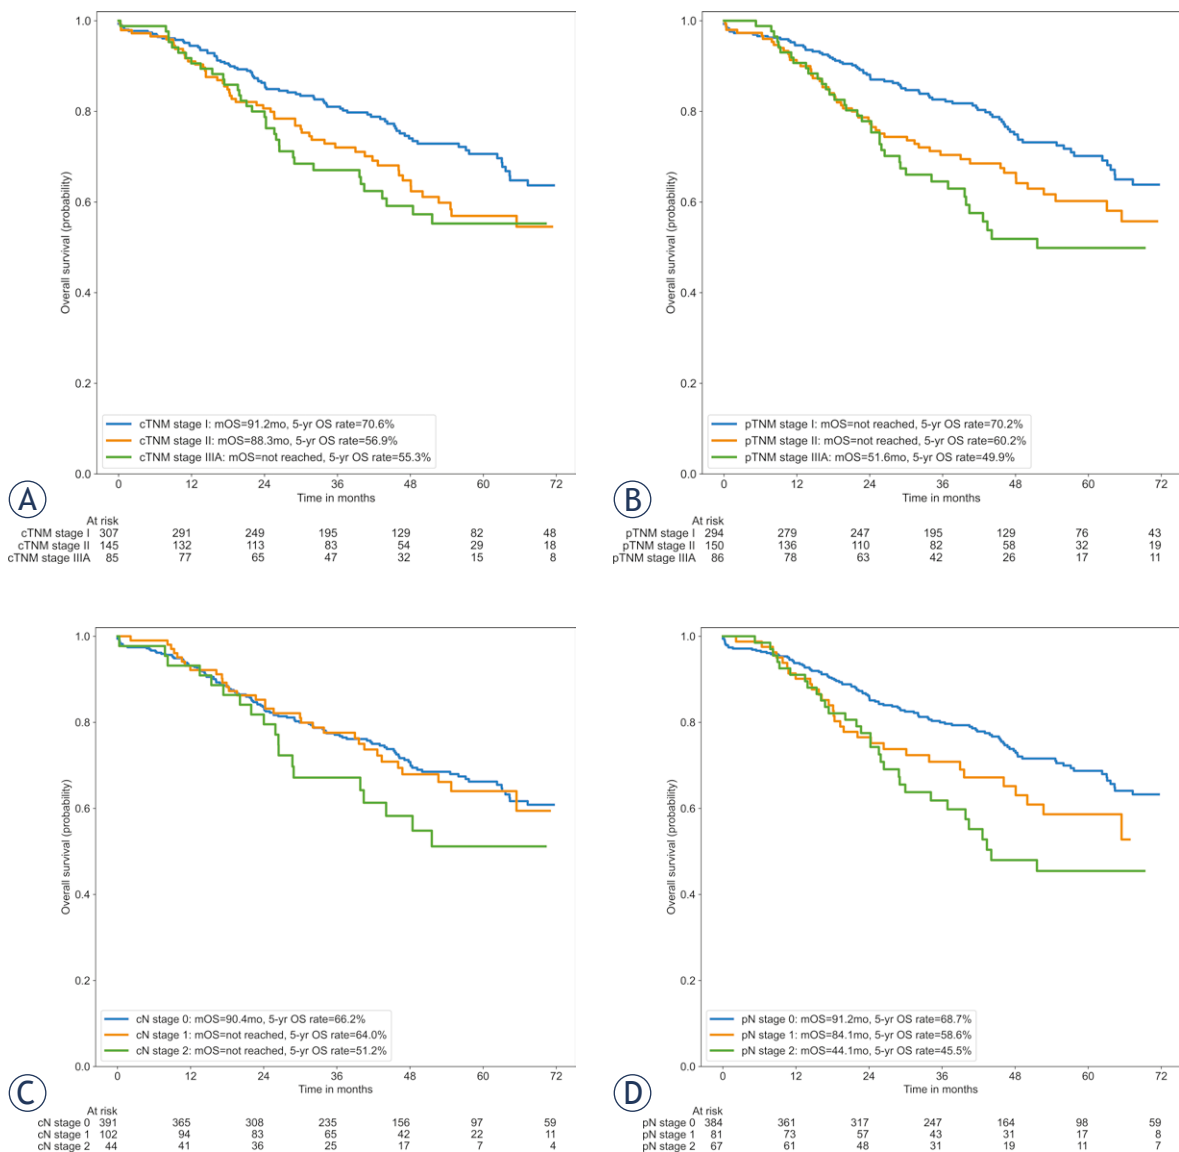 1.0
0.8
0.6
0.4
0.2
0.0
Overall survival (probability)
cTNM stage I: mOS=91.2mo, 5-yr OS rate=70.6%
cTNM stage II: mOS=88.3mo, 5-yr OS rate=56.9%
cTNM stage IIIA: mOS=not reached, 5-yr OS rate=55.3%
0 12 24 36 48 60 72
Time in months
A
At risk
cTNM stage I 307 291 249 195 129 82 48
cTNM stage II 145 132 113 83 54 29 18
cTNM stage IIIA 85 77 65 47 32 15 8
1.0
0.8
0.6
0.4
0.2
0.0
Overall survival (probability)
pTNM stage I: mOS=not reached, 5-yr OS rate=70.2%
pTNM stage II: mOS=not reached, 5-yr OS rate=60.2%
pTNM stage IIIA: mOS=51.6mo, 5-yr OS rate=49.9%
0 12 24 36 48 60 72
Time in months
B
At risk
pTNM stage I 294 279 247 195 129 76 43
pTNM stage II 150 136 110 82 58 32 19
pTNM stage IIIA 86 78 63 42 26 17 11
1.0
0.8
0.6
0.4
0.2
0.0
Overall survival (probability)
cN stage 0: mOS=90.4mo, 5-yr OS rate=66.2%
cN stage 1: mOS=not reached, 5-yr OS rate=64.0%
cN stage 2: mOS=not reached, 5-yr OS rate=51.2%
0 12 24 36 48 60 72
Time in months
C
At risk
cN stage 0 391 365 308 235 156 97 59
cN stage 1 102 94 83 65 42 22 11
cN stage 2 44 41 36 25 17 7 4
1.0
0.8
0.6
0.4
0.2
0.0
Overall survival (probability)
pN stage 0: mOS=91.2mo, 5-yr OS rate=68.7%
pN stage 1: mOS=84.1mo, 5-yr OS rate=58.6%
pN stage 2: mOS=44.1mo, 5-yr OS rate=45.5%
0 12 24 36 48 60 72
Time in months
D
At risk
pN stage 0 384 361 317 247 164 98 59
pN stage 1 81 73 57 43 31 17 8
pN stage 2 67 61 48 31 19 11 7